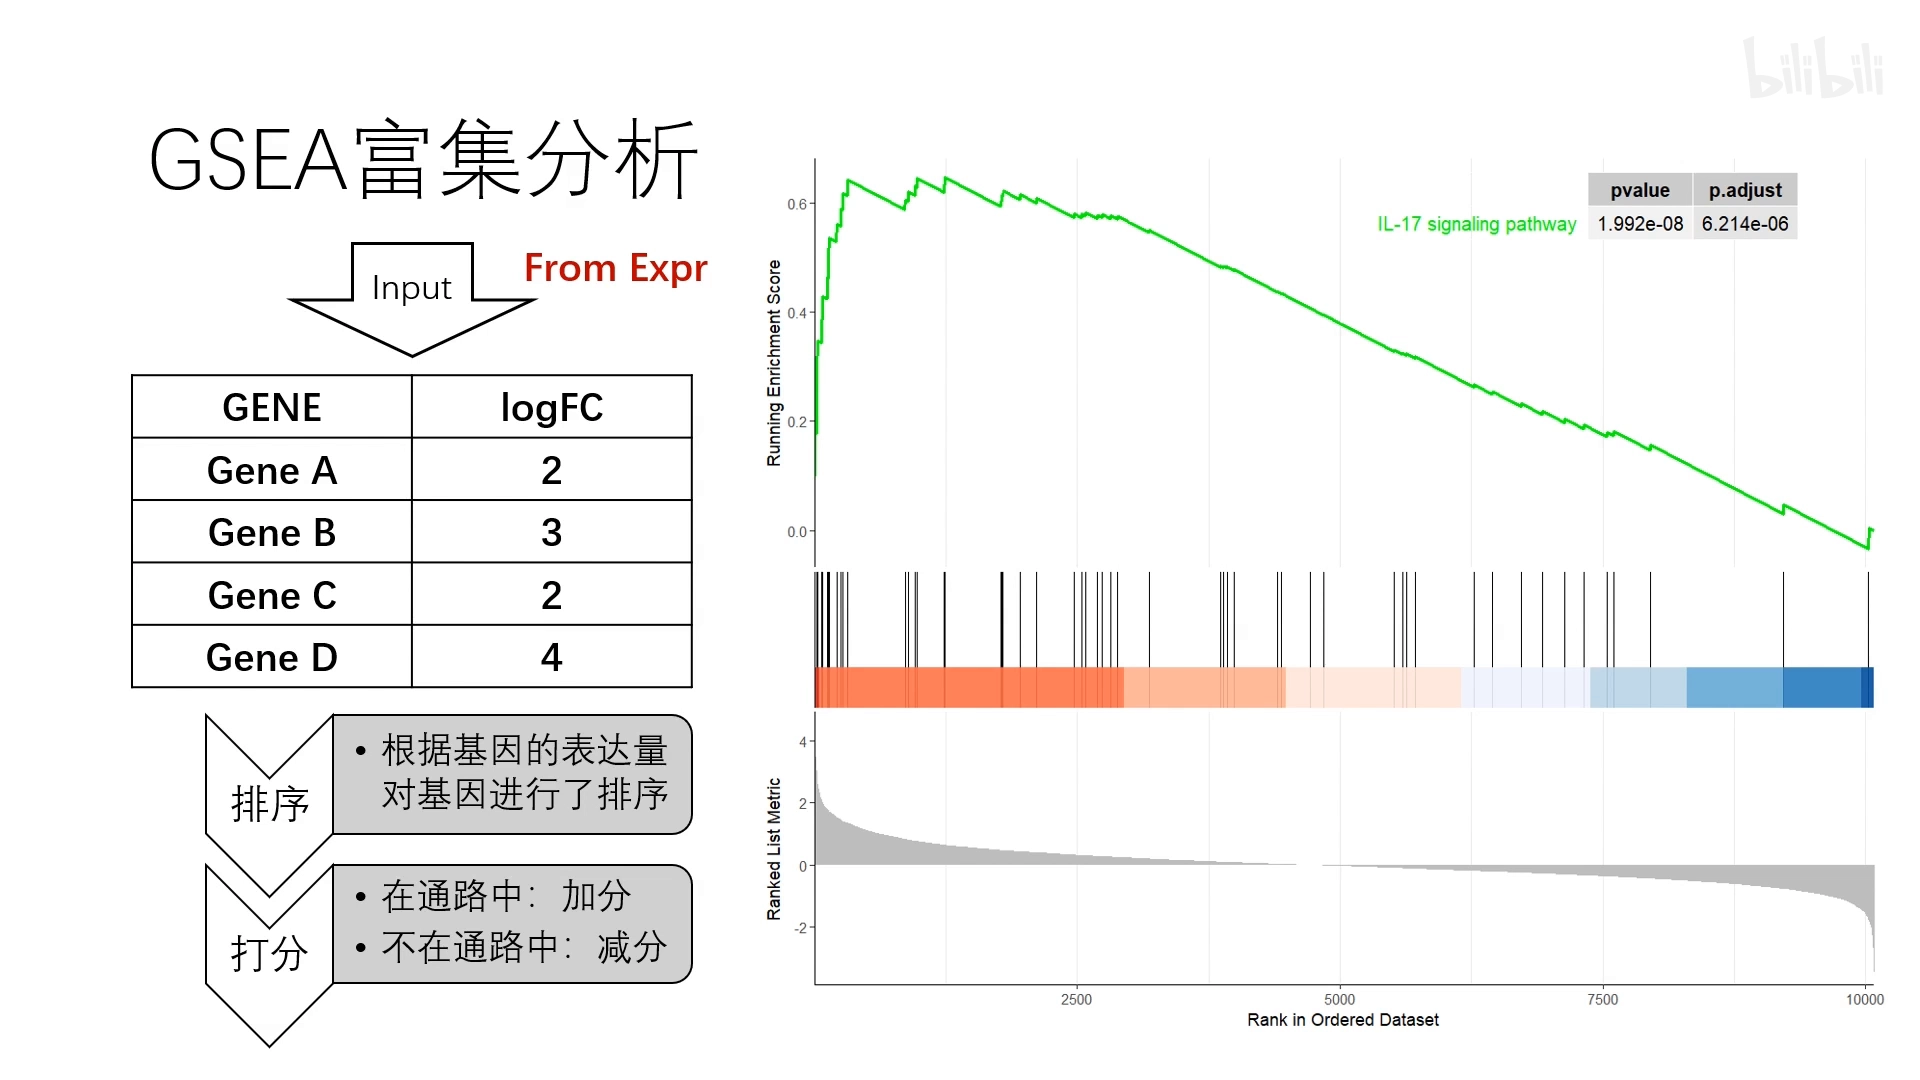 bilibili
GSEA富集分析
Input
From Expr
GENE logFC
Gene A 2
Gene B 3
Gene C 2
Gene D 4
排序
• 根据基因的表达量
对基因进行了排序
打分
• 在通路中：加分
• 不在通路中：减分
pvalue p.adjust
IL-17 signaling pathway 1.992e-08 6.214e-06
Running Enrichment Score
0.6
0.4
0.2
0.0
Ranked List Metric
4
2
0
-2
2500 5000 7500 10000
Rank in Ordered Dataset